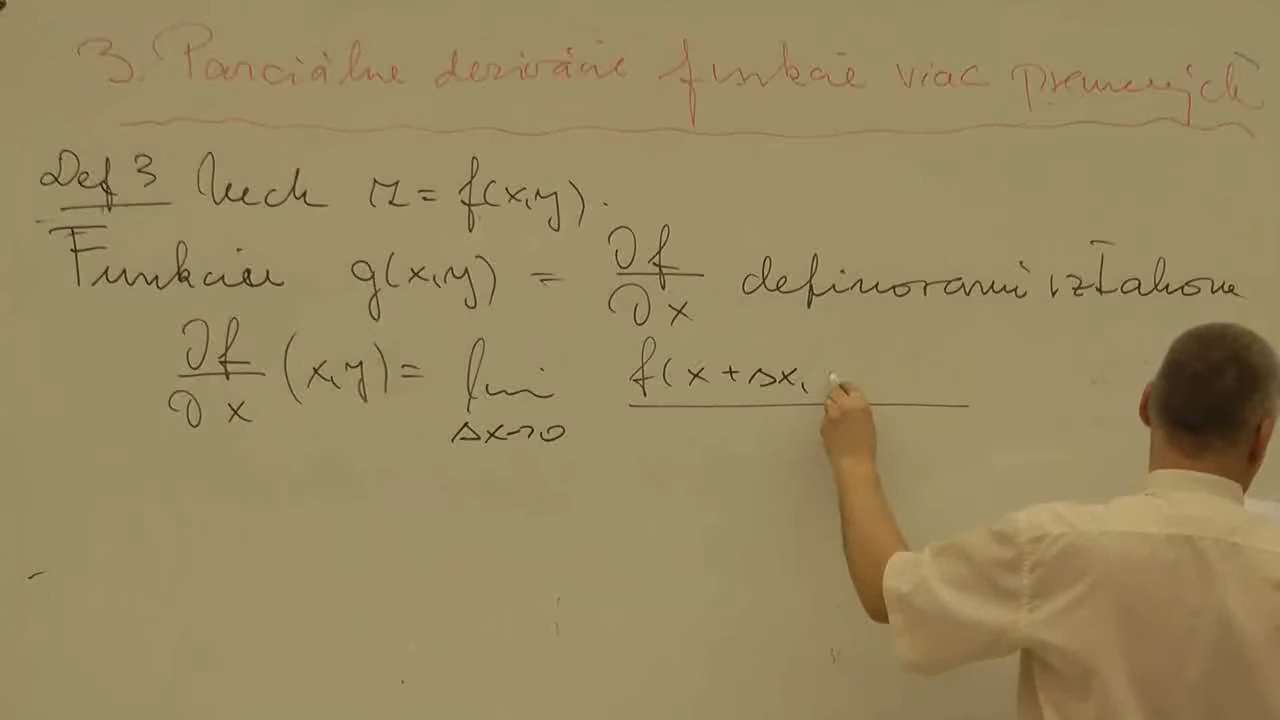 3. Parciálne derivácie funkcie viac premenných
Def 3 Nech z = f(x,y).
Funkciu g(x,y) = ∂f/∂x definovanú vzťahom
∂f/∂x (x,y) = lim Δx→0 f(x + Δx,